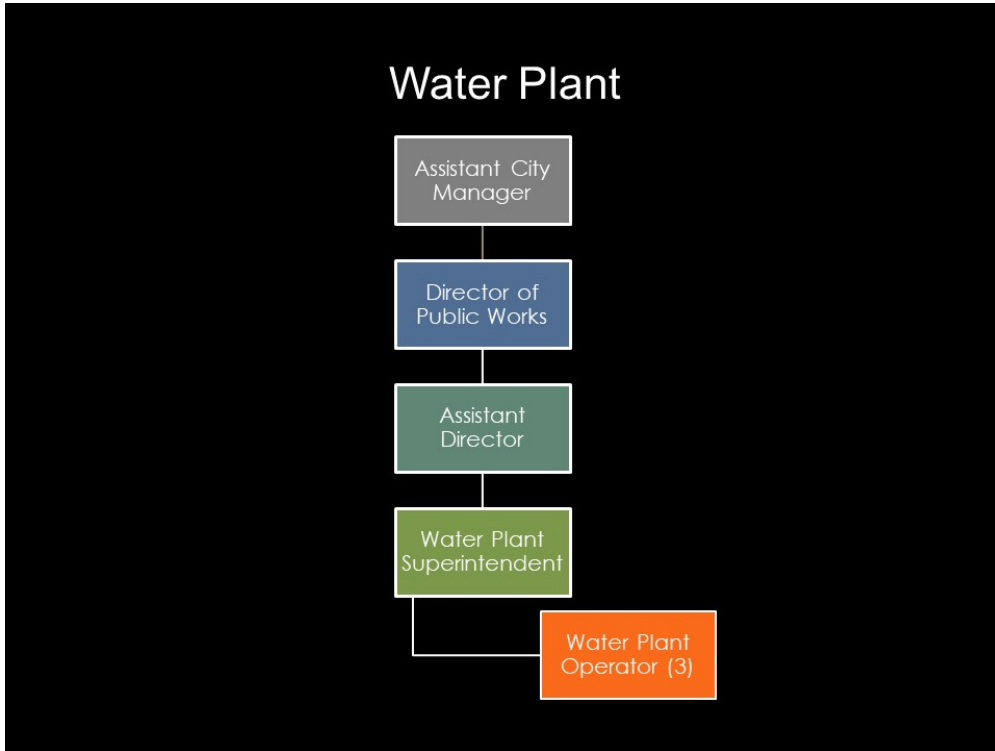 Water Plant
Assistant City
Manager
Director of
Public Works
Assistant
Director
Water Plant
Superintendent
Water Plant
Operator (3)